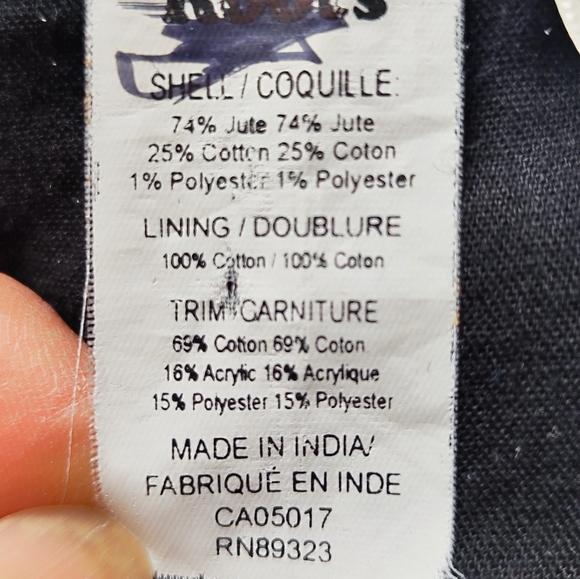 Roots
SHELL / COQUILLE:
74% Jute 74% Jute
25% Cotton 25% Coton
1% Polyester 1% Polyester
LINING / DOUBLURE
100% Cotton / 100% Coton
TRIM/GARNITURE
69% Cotton 69% Coton
16% Acrylic 16% Acrylique
15% Polyester 15% Polyester
MADE IN INDIA/
FABRIQUÉ EN INDE
CA05017
RN89323